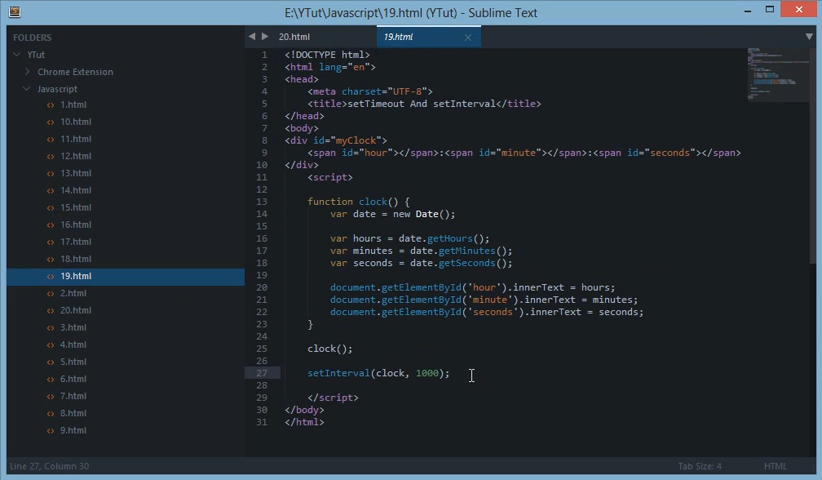 E:\YTut\Javascript\19.html (YTut) - Sublime Text
FOLDERS
YTut
Chrome Extension
Javascript
1.html
10.html
11.html
12.html
13.html
14.html
15.html
16.html
17.html
18.html
19.html
2.html
20.html
3.html
4.html
5.html
6.html
7.html
8.html
9.html
20.html
19.html
1 <!DOCTYPE html>
2 <html lang="en">
3 <head>
4 <meta charset="UTF-8">
5 <title>setTimeout And setInterval</title>
6 </head>
7 <body>
8 <div id="myClock">
9 <span id="hour"></span>:<span id="minute"></span>:<span id="seconds"></span>
10 </div>
11 <script>
12
13 function clock() {
14 var date = new Date();
15
16 var hours = date.getHours();
17 var minutes = date.getMinutes();
18 var seconds = date.getSeconds();
19
20 document.getElementById('hour').innerText = hours;
21 document.getElementById('minute').innerText = minutes;
22 document.getElementById('seconds').innerText = seconds;
23 }
24
25 clock();
26
27 setInterval(clock, 1000);
28
29 </script>
30 </body>
31 </html>
Line 27, Column 30
Tab Size: 4
HTML